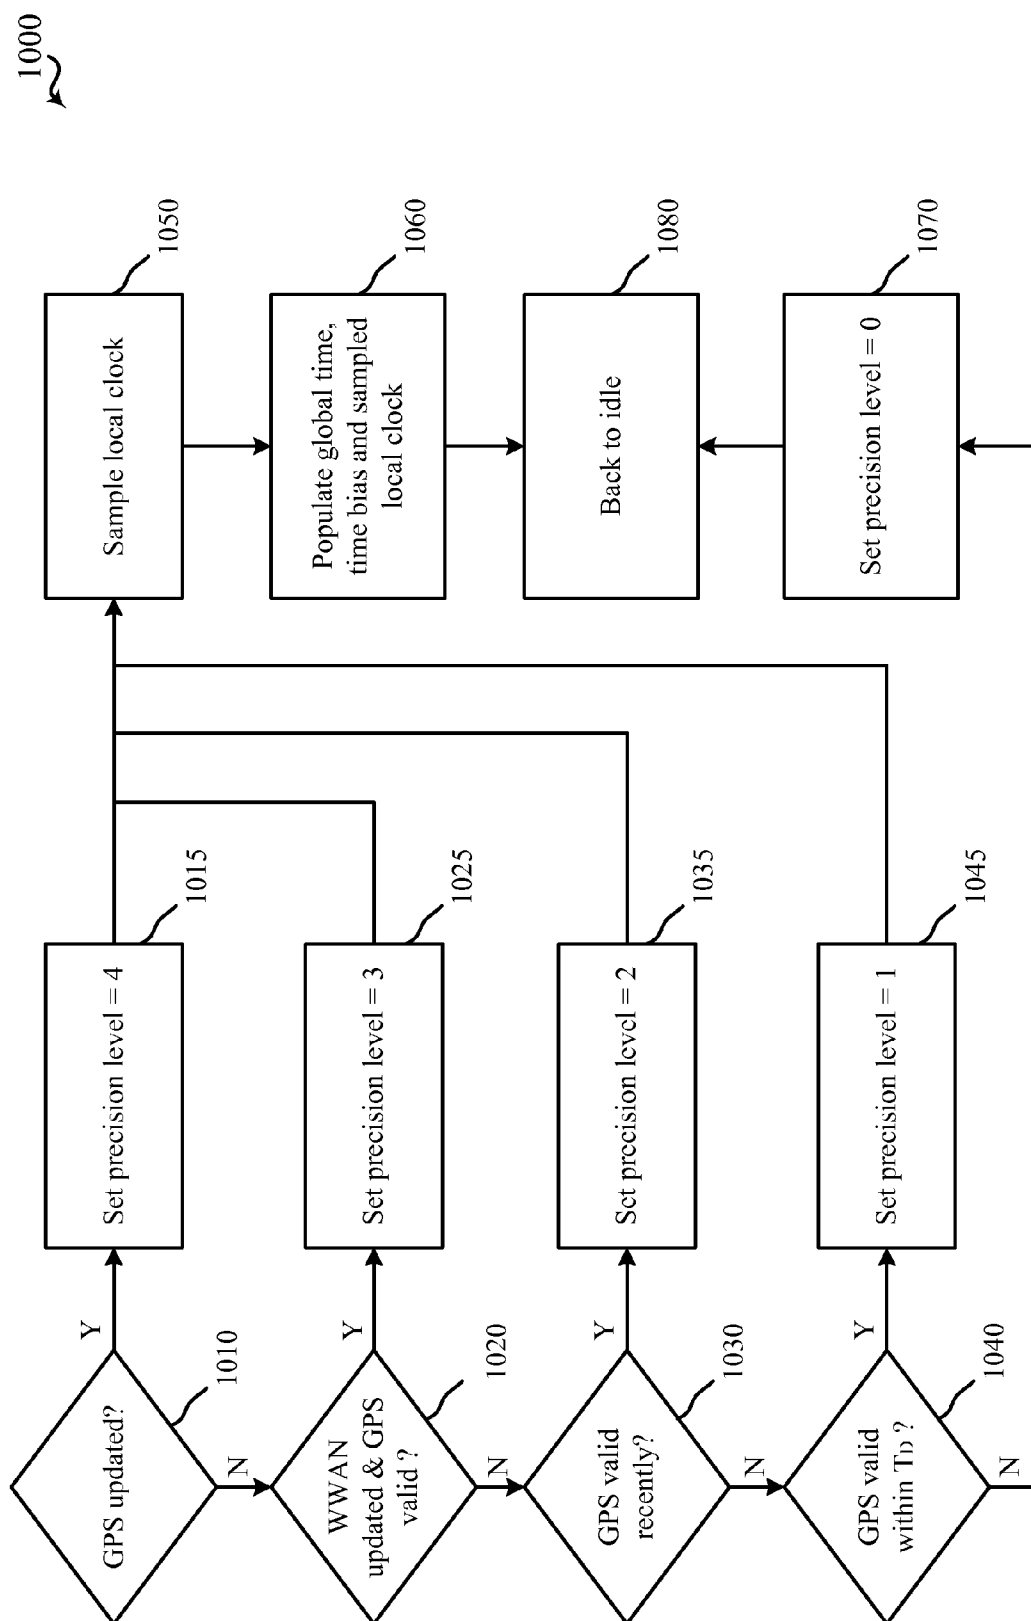 1000
GPS updated?
1010
Y
N
Set precision level = 4
1015
Sample local clock
1050
WWAN
updated & GPS
valid ?
1020
Y
N
Set precision level = 3
1025
Populate global time,
time bias and sampled
local clock
1060
GPS valid
recently?
1030
Y
N
Set precision level = 2
1035
Back to idle
1080
GPS valid
within TD ?
1040
Y
N
Set precision level = 1
1045
Set precision level = 0
1070